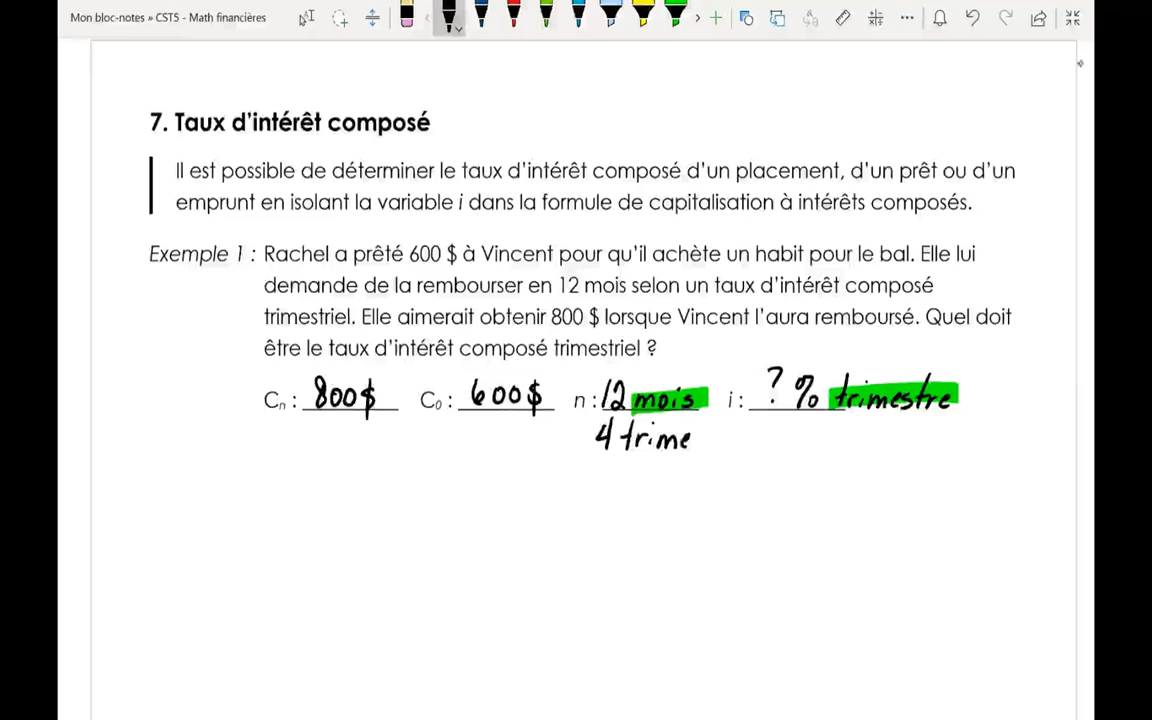 Mon bloc-notes » CST5 - Math financières
7. Taux d'intérêt composé
Il est possible de déterminer le taux d'intérêt composé d'un placement, d'un prêt ou d'un
emprunt en isolant la variable i dans la formule de capitalisation à intérêts composés.
Exemple 1 : Rachel a prêté 600 $ à Vincent pour qu'il achète un habit pour le bal. Elle lui
demande de la rembourser en 12 mois selon un taux d'intérêt composé
trimestriel. Elle aimerait obtenir 800 $ lorsque Vincent l'aura remboursé. Quel doit
être le taux d'intérêt composé trimestriel ?
Cₙ : 800$ C₀ : 600$ n : 12 mois i : ? % trimestre
4 trime